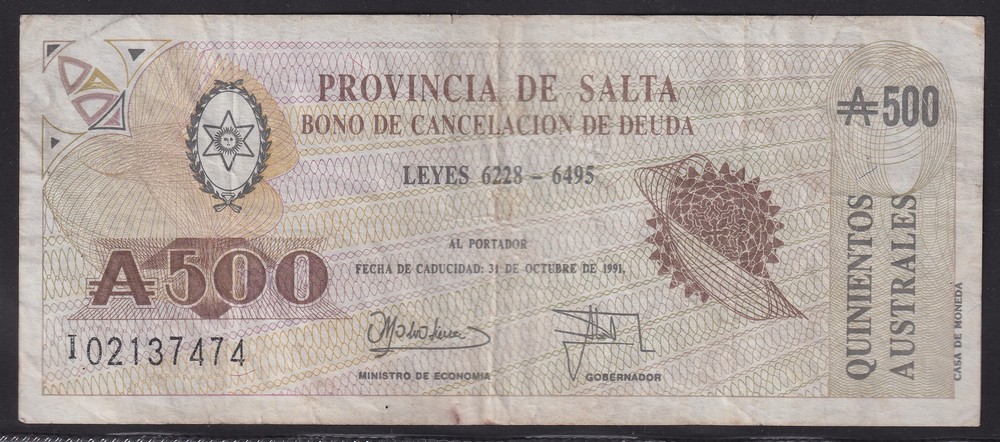 PROVINCIA DE SALTA
BONO DE CANCELACION DE DEUDA
LEYES 6228 - 6495
₳ 500
AL PORTADOR
FECHA DE CADUCIDAD: 31 DE OCTUBRE DE 1991.
₳ 500
I 02137474
MINISTRO DE ECONOMIA
GOBERNADOR
QUINIENTOS
AUSTRALES
CASA DE MONEDA